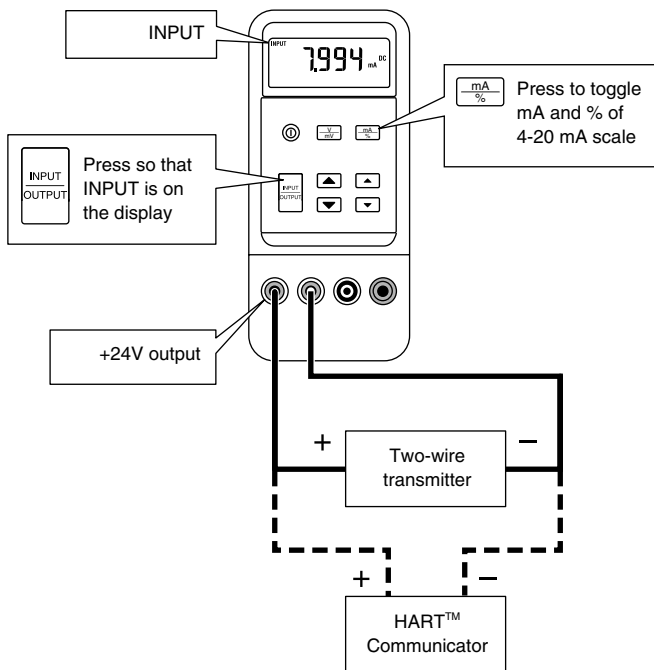 INPUT
INPUT
7.994 mA DC
mA
%
Press to toggle
mA and % of
4-20 mA scale
V
mV
mA
%
INPUT
OUTPUT
Press so that
INPUT is on
the display
INPUT
OUTPUT
+24V output
+
Two-wire
transmitter
−
+
−
HART™
Communicator